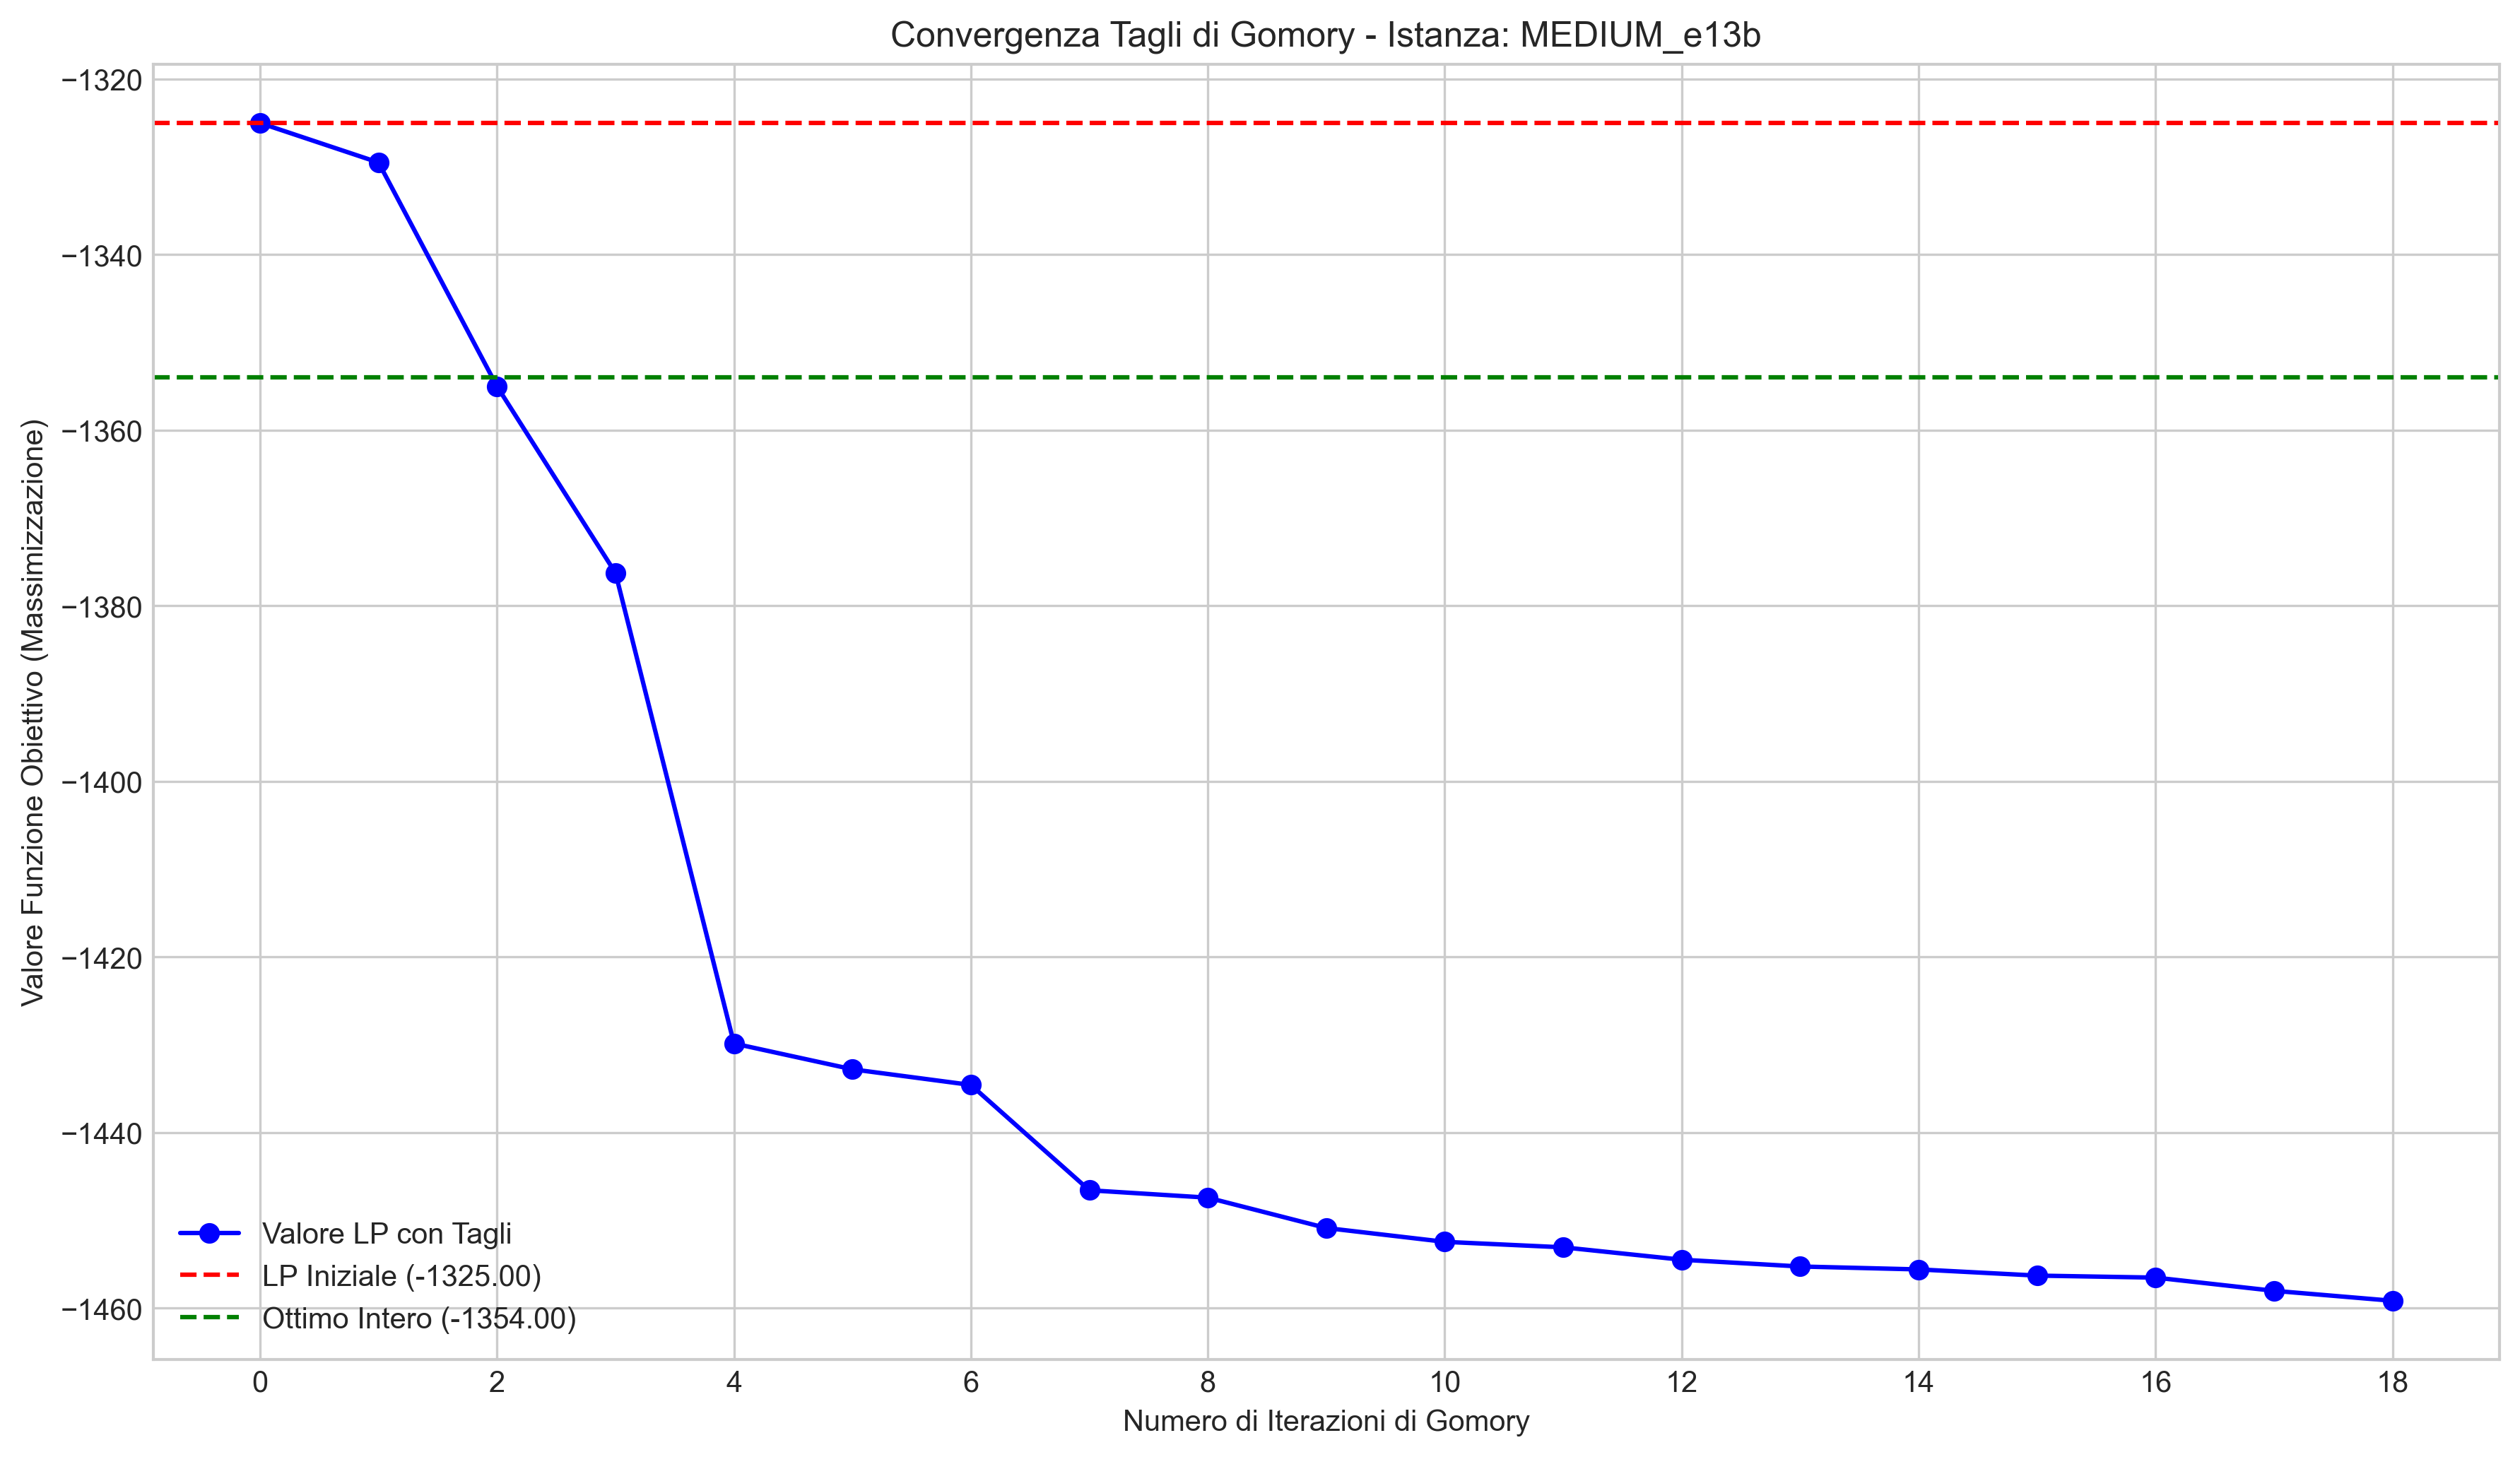 Convergenza Tagli di Gomory - Istanza: MEDIUM_e13b
Valore Funzione Obiettivo (Massimizzazione)
−1320
−1340
−1360
−1380
−1400
−1420
−1440
−1460
Valore LP con Tagli
LP Iniziale (-1325.00)
Ottimo Intero (-1354.00)
0 2 4 6 8 10 12 14 16 18
Numero di Iterazioni di Gomory